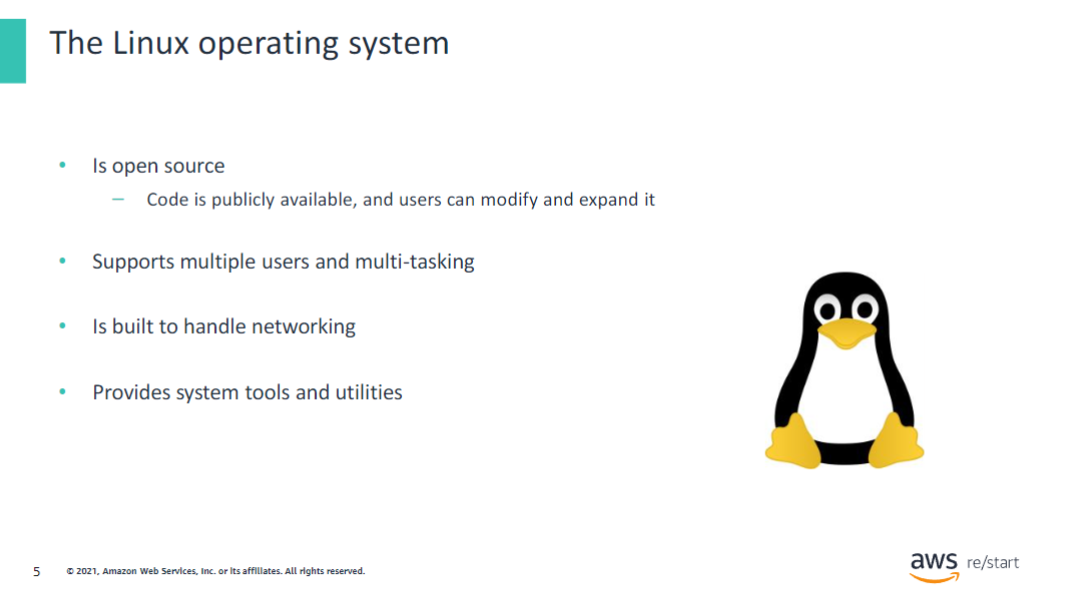 The Linux operating system
• Is open source
– Code is publicly available, and users can modify and expand it
• Supports multiple users and multi-tasking
• Is built to handle networking
• Provides system tools and utilities
5 © 2021, Amazon Web Services, Inc. or its affiliates. All rights reserved.
aws re/start